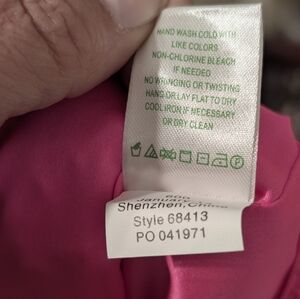 HAND WASH COLD WITH
LIKE COLORS
NON-CHLORINE BLEACH
IF NEEDED
NO WRINGING OR TWISTING
HANG OR LAY FLAT TO DRY
COOL IRON IF NECESSARY
OR DRY CLEAN
January
Shenzhen, China
Style 68413
PO 041971